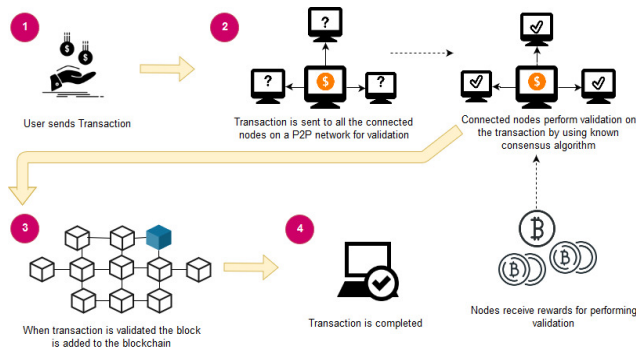 1
User sends Transaction
2
?
?
?
$
Transaction is sent to all the connected
nodes on a P2P network for validation
$
Connected nodes perform validation on
the transaction by using known
consensus algorithm
3
When transaction is validated the block
is added to the blockchain
4
Transaction is completed
Nodes receive rewards for performing
validation